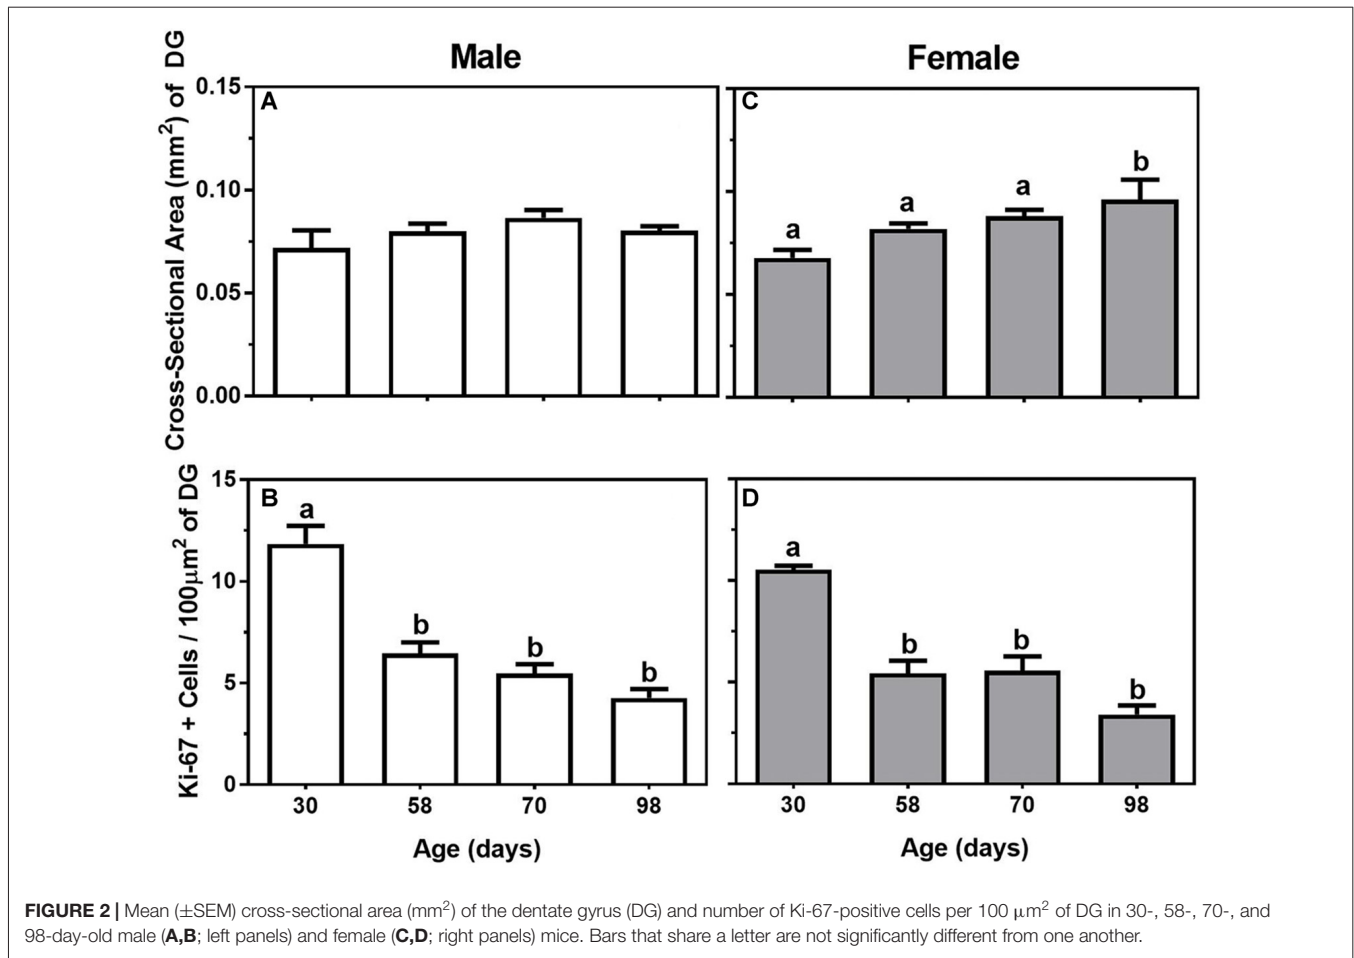 Male
Female
Cross-Sectional Area (mm²) of DG
0.15
0.10
0.05
0.00
A
C
a
a
a
b
Ki-67 + Cells / 100μm² of DG
15
10
5
0
B
a
b
b
b
D
a
b
b
b
30 58 70 98
30 58 70 98
Age (days)
Age (days)
FIGURE 2 | Mean (±SEM) cross-sectional area (mm²) of the dentate gyrus (DG) and number of Ki-67-positive cells per 100 μm² of DG in 30-, 58-, 70-, and
98-day-old male (A,B; left panels) and female (C,D; right panels) mice. Bars that share a letter are not significantly different from one another.